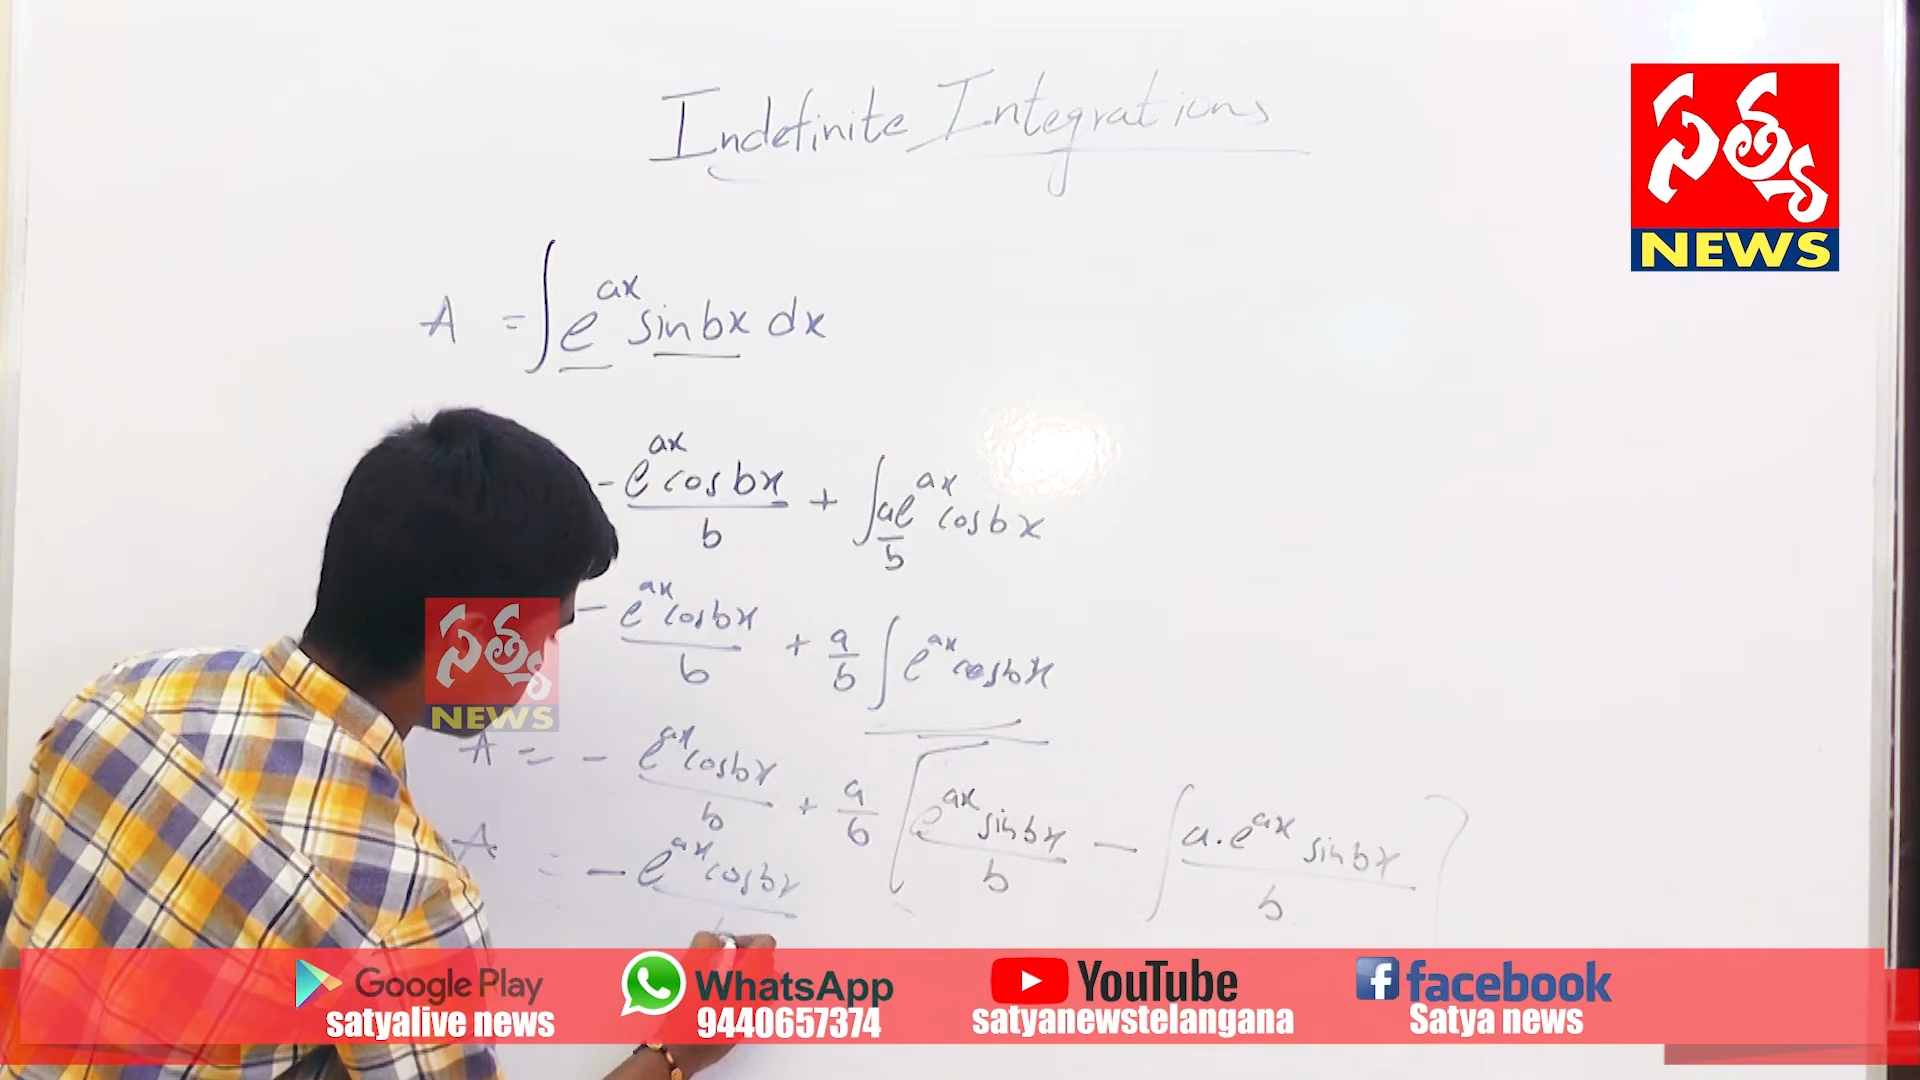 Indefinite Integrations
సత్య
NEWS
A = ∫ e^ax sin bx dx
- e^ax cos bx / b + ∫ a e^ax / b cos bx
- e^ax cos bx / b + a/b ∫ e^ax cos bx
సత్య
NEWS
A = - e^ax cos bx / b + a/b [ e^ax sin bx / b - ∫ a. e^ax sin bx / b ]
A = - e^ax cos bx
Google Play
satyalive news
WhatsApp
9440657374
YouTube
satyanewstelangana
f facebook
Satya news